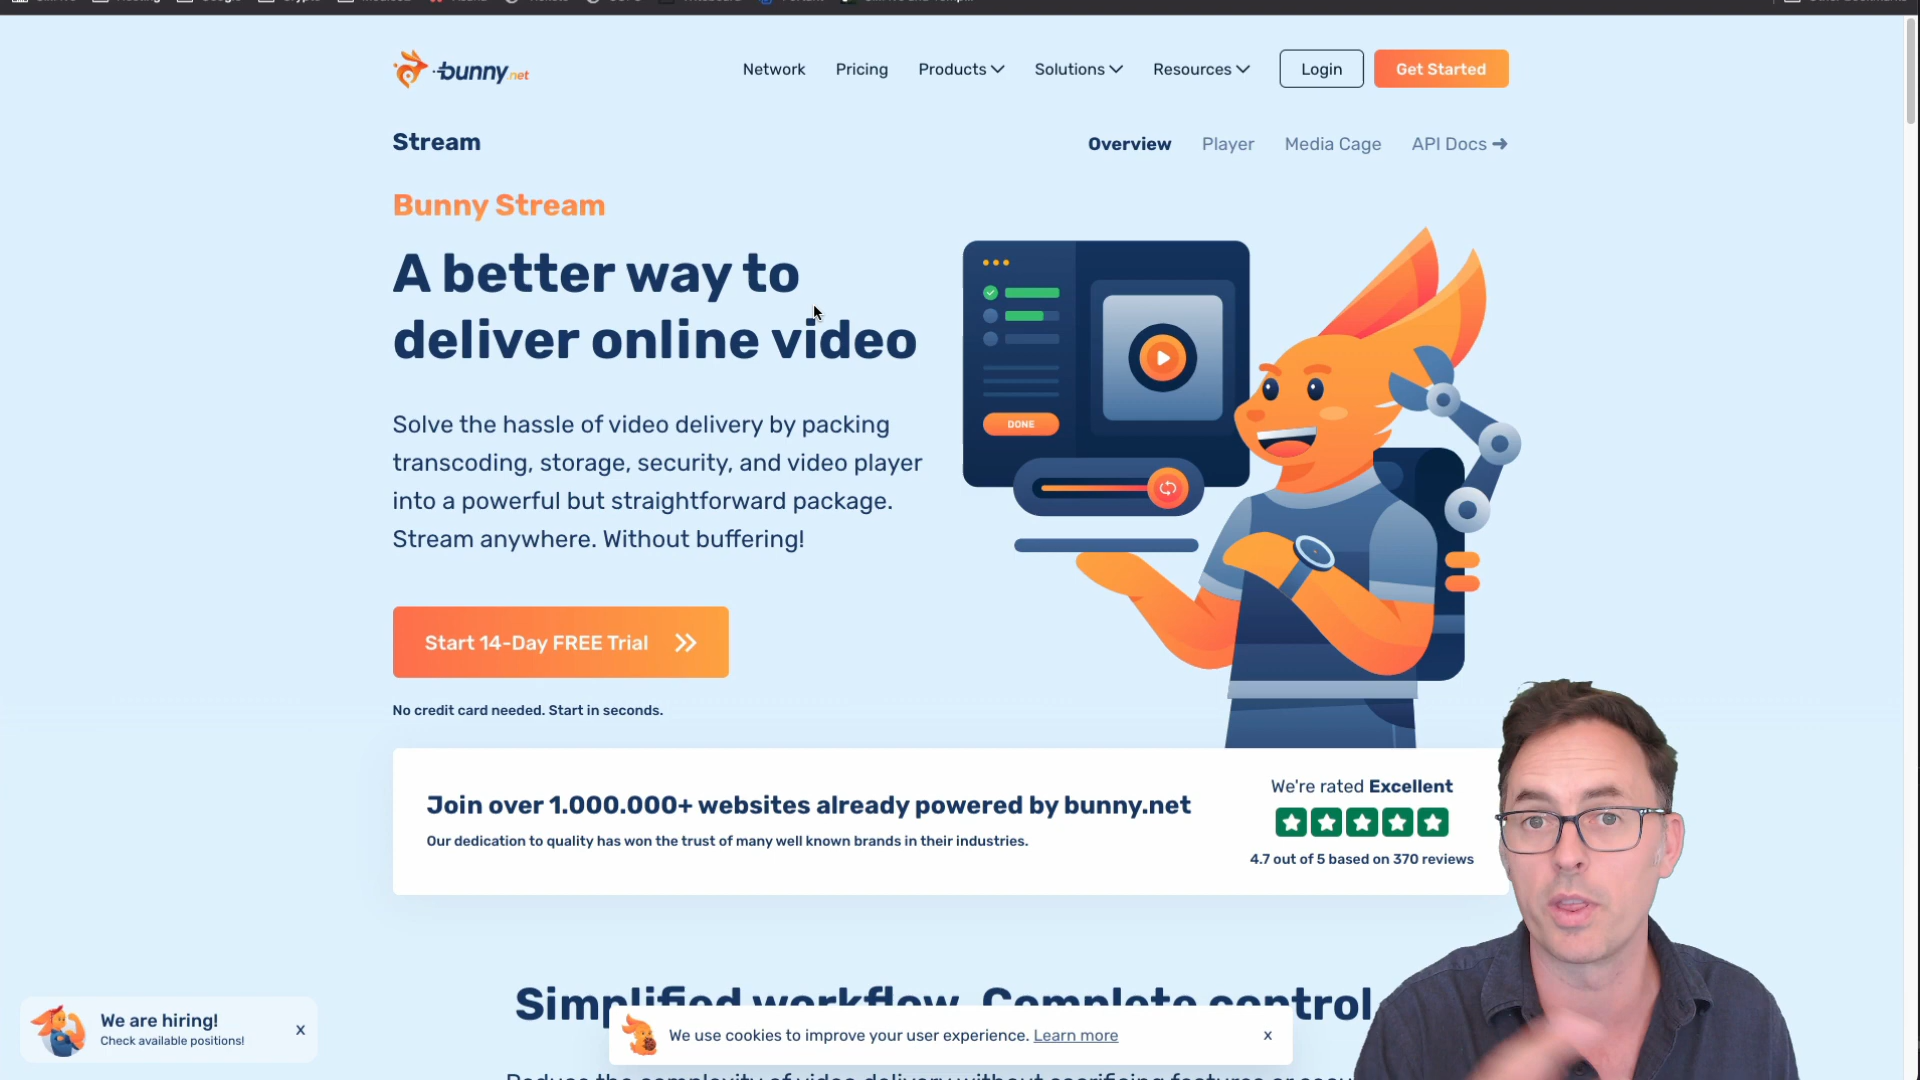 bunny.net
Network
Pricing
Products
Solutions
Resources
Login
Get Started
Stream
Overview
Player
Media Cage
API Docs ➔
Bunny Stream
A better way to
deliver online video
Solve the hassle of video delivery by packing
transcoding, storage, security, and video player
into a powerful but straightforward package.
Stream anywhere. Without buffering!
DONE
Start 14-Day FREE Trial
No credit card needed. Start in seconds.
Join over 1.000.000+ websites already powered by bunny.net
Our dedication to quality has won the trust of many well known brands in their industries.
We're rated Excellent
4.7 out of 5 based on 370 reviews
Simplified workflow. Complete control
We are hiring!
Check available positions!
x
We use cookies to improve your user experience. Learn more
x